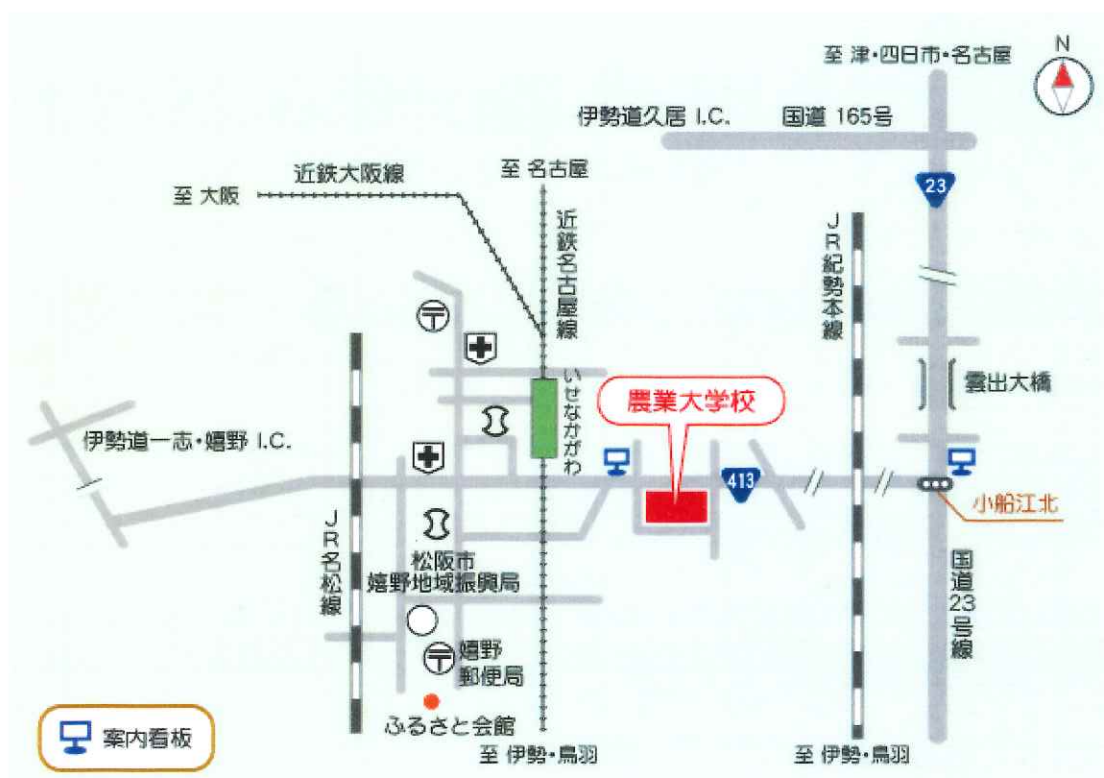 至 津・四日市・名古屋
N
伊勢道久居 I.C.
国道 165号
近鉄大阪線
至 名古屋
至 大阪
23
近鉄名古屋線
JR紀勢本線
〒
雲出大橋
いせなかがわ
農業大学校
伊勢道一志・嬉野 I.C.
413
小船江北
JR名松線
松阪市
嬉野地域振興局
国道23号線
〒
嬉野
郵便局
ふるさと会館
案内看板
至 伊勢・鳥羽
至 伊勢・鳥羽